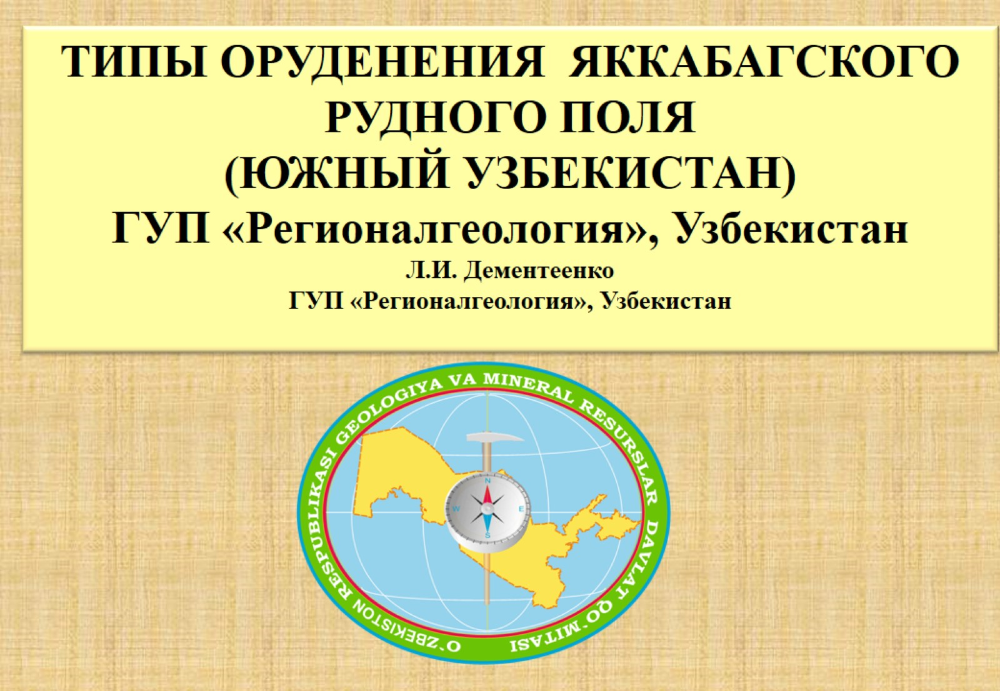 ТИПЫ ОРУДЕНЕНИЯ ЯККАБАГСКОГО
РУДНОГО ПОЛЯ
(ЮЖНЫЙ УЗБЕКИСТАН)
ГУП «Регионалгеология», Узбекистан
Л.И. Дементеенко
ГУП «Регионалгеология», Узбекистан
O`ZBEKISTON RESPUBLIKASI GEOLOGIYA VA MINERAL RESURSLAR DAVLAT QO`MITASI
N
W E
S